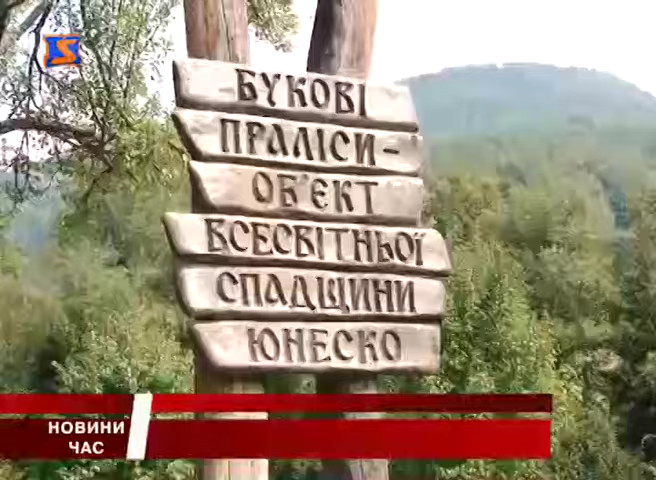 БУКОВІ
ПРАЛІСИ-
ОБ'ЄКТ
ВСЕСВІТНЬОЇ
СПАДЩИНИ
ЮНЕСКО
НОВИНИ
ЧАС